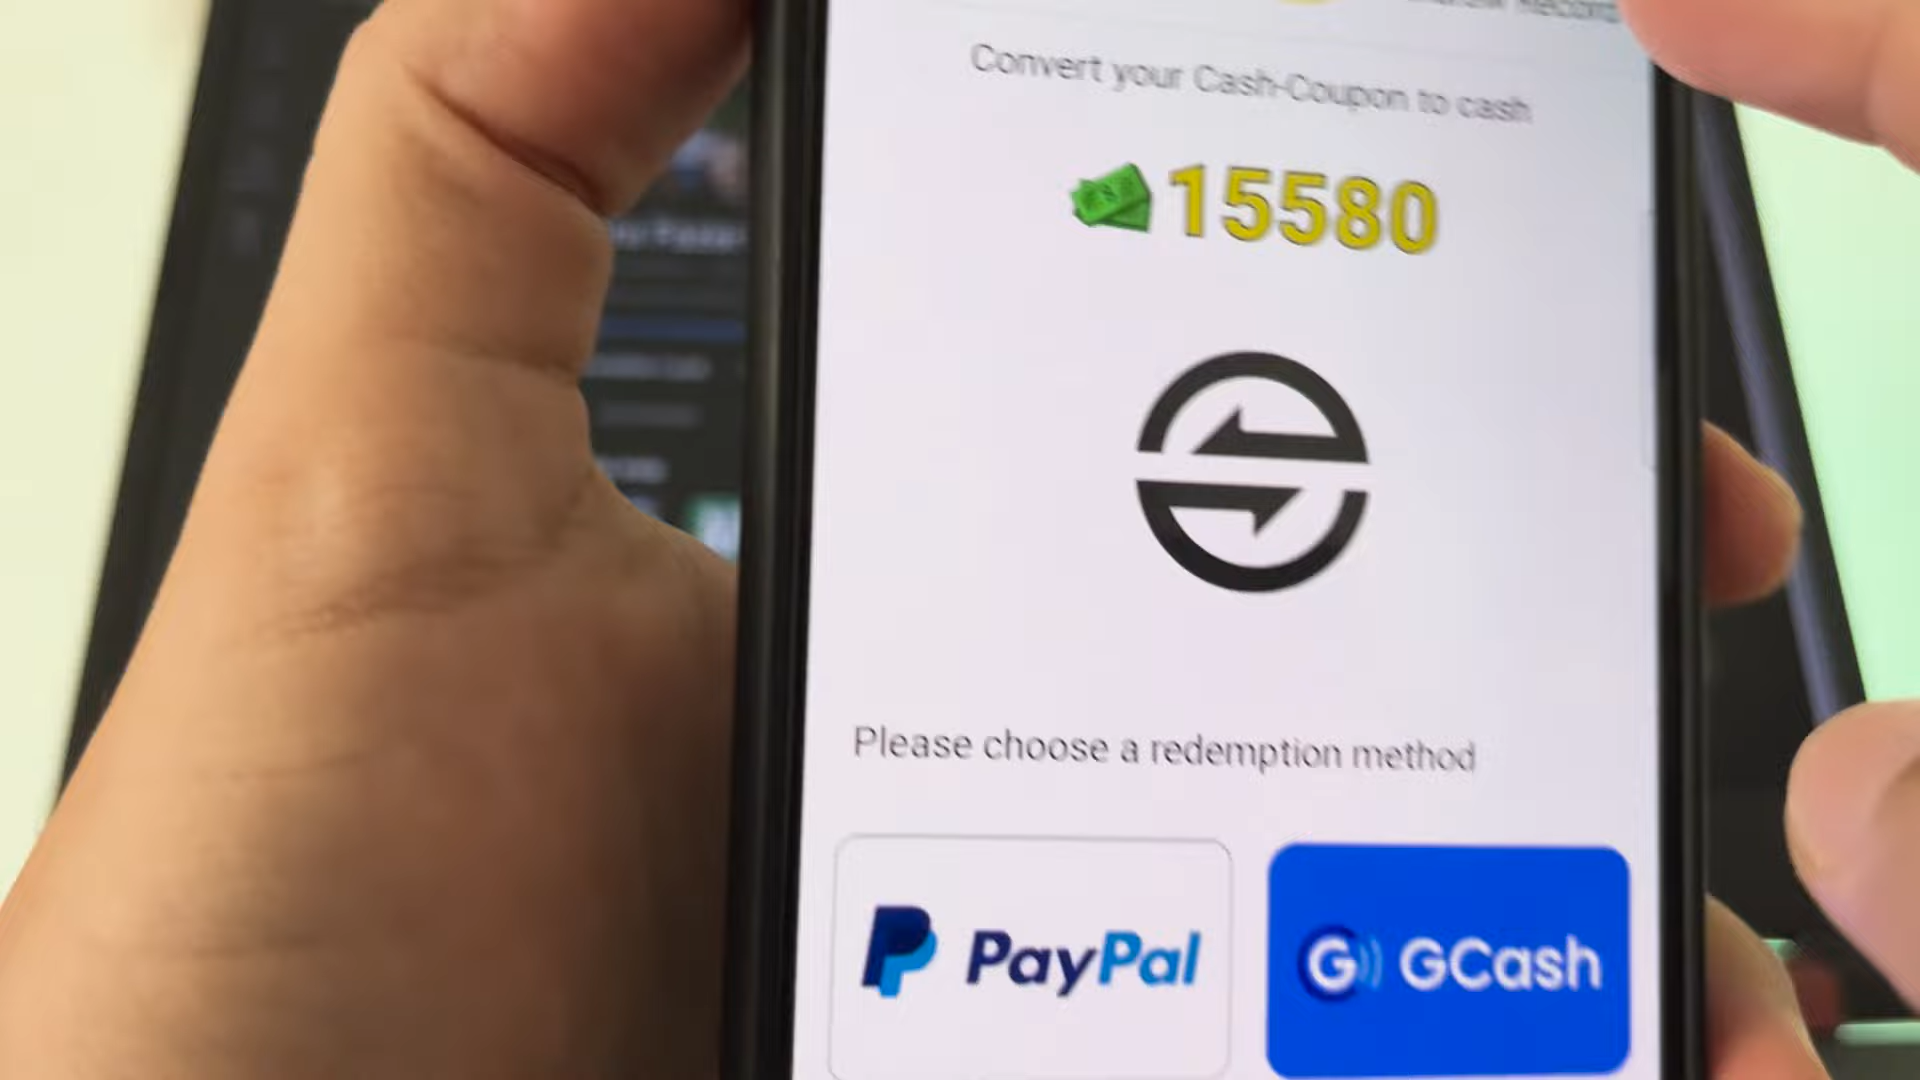 Convert your Cash-Coupon to cash
15580
Please choose a redemption method
PayPal
G GCash